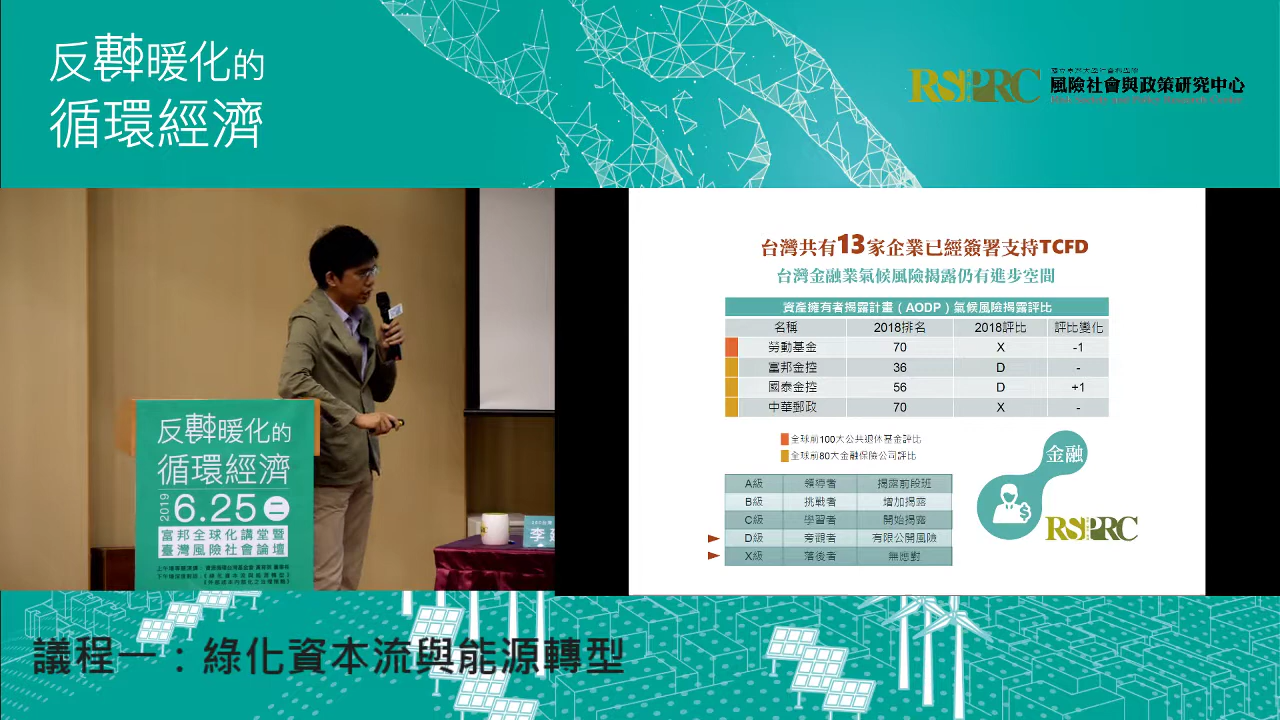 反轉暖化的
循環經濟
RSPRC
風險社會與政策研究中心
台灣共有13家企業已經簽署支持TCFD
台灣金融業氣候風險揭露仍有進步空間
資產擁有者揭露計畫（AODP）氣候風險揭露評比
名稱 2018排名 2018評比 評比變化
勞動基金 70 X -1
富邦金控 36 D -
國泰金控 56 D +1
中華郵政 70 X -
全球前100大公共退休基金評比
全球前80大金融保險公司評比
A級 領導者 揭露前段班
B級 挑戰者 增加揭露
C級 學習者 開始揭露
D級 旁觀者 有限公開風險
X級 落後者 無應對
金融
RSPRC
反轉暖化的
循環經濟
2019
6.25 二
富邦全球化講堂暨
臺灣風險社會論壇
李
議程一：綠化資本流與能源轉型